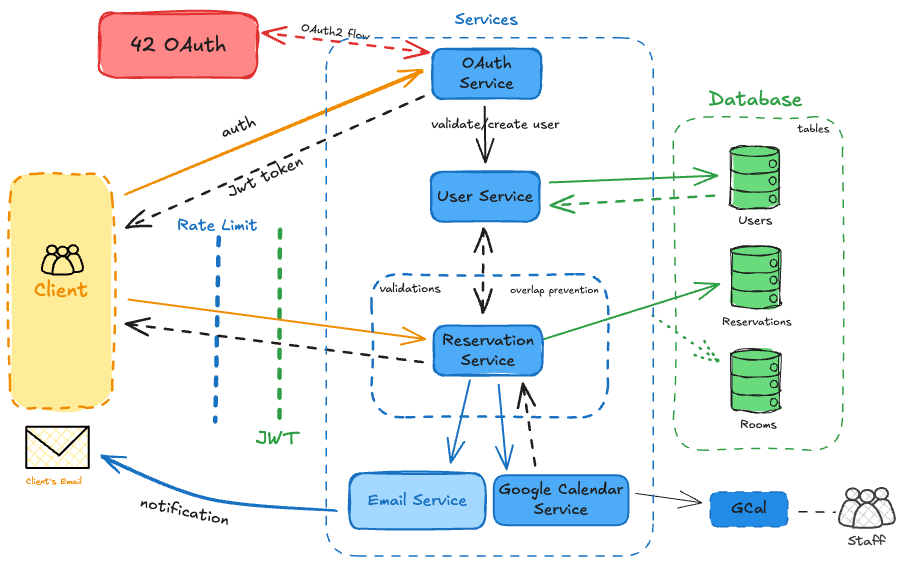 Services
42 OAuth
OAuth2 flow
OAuth
Service
auth
validate/create user
Database
tables
Jwt token
User Service
Users
Rate Limit
Client
validations
overlap prevention
Reservation
Service
Reservations
Rooms
JWT
Client's Email
notification
Email Service
Google Calendar
Service
GCal
Staff